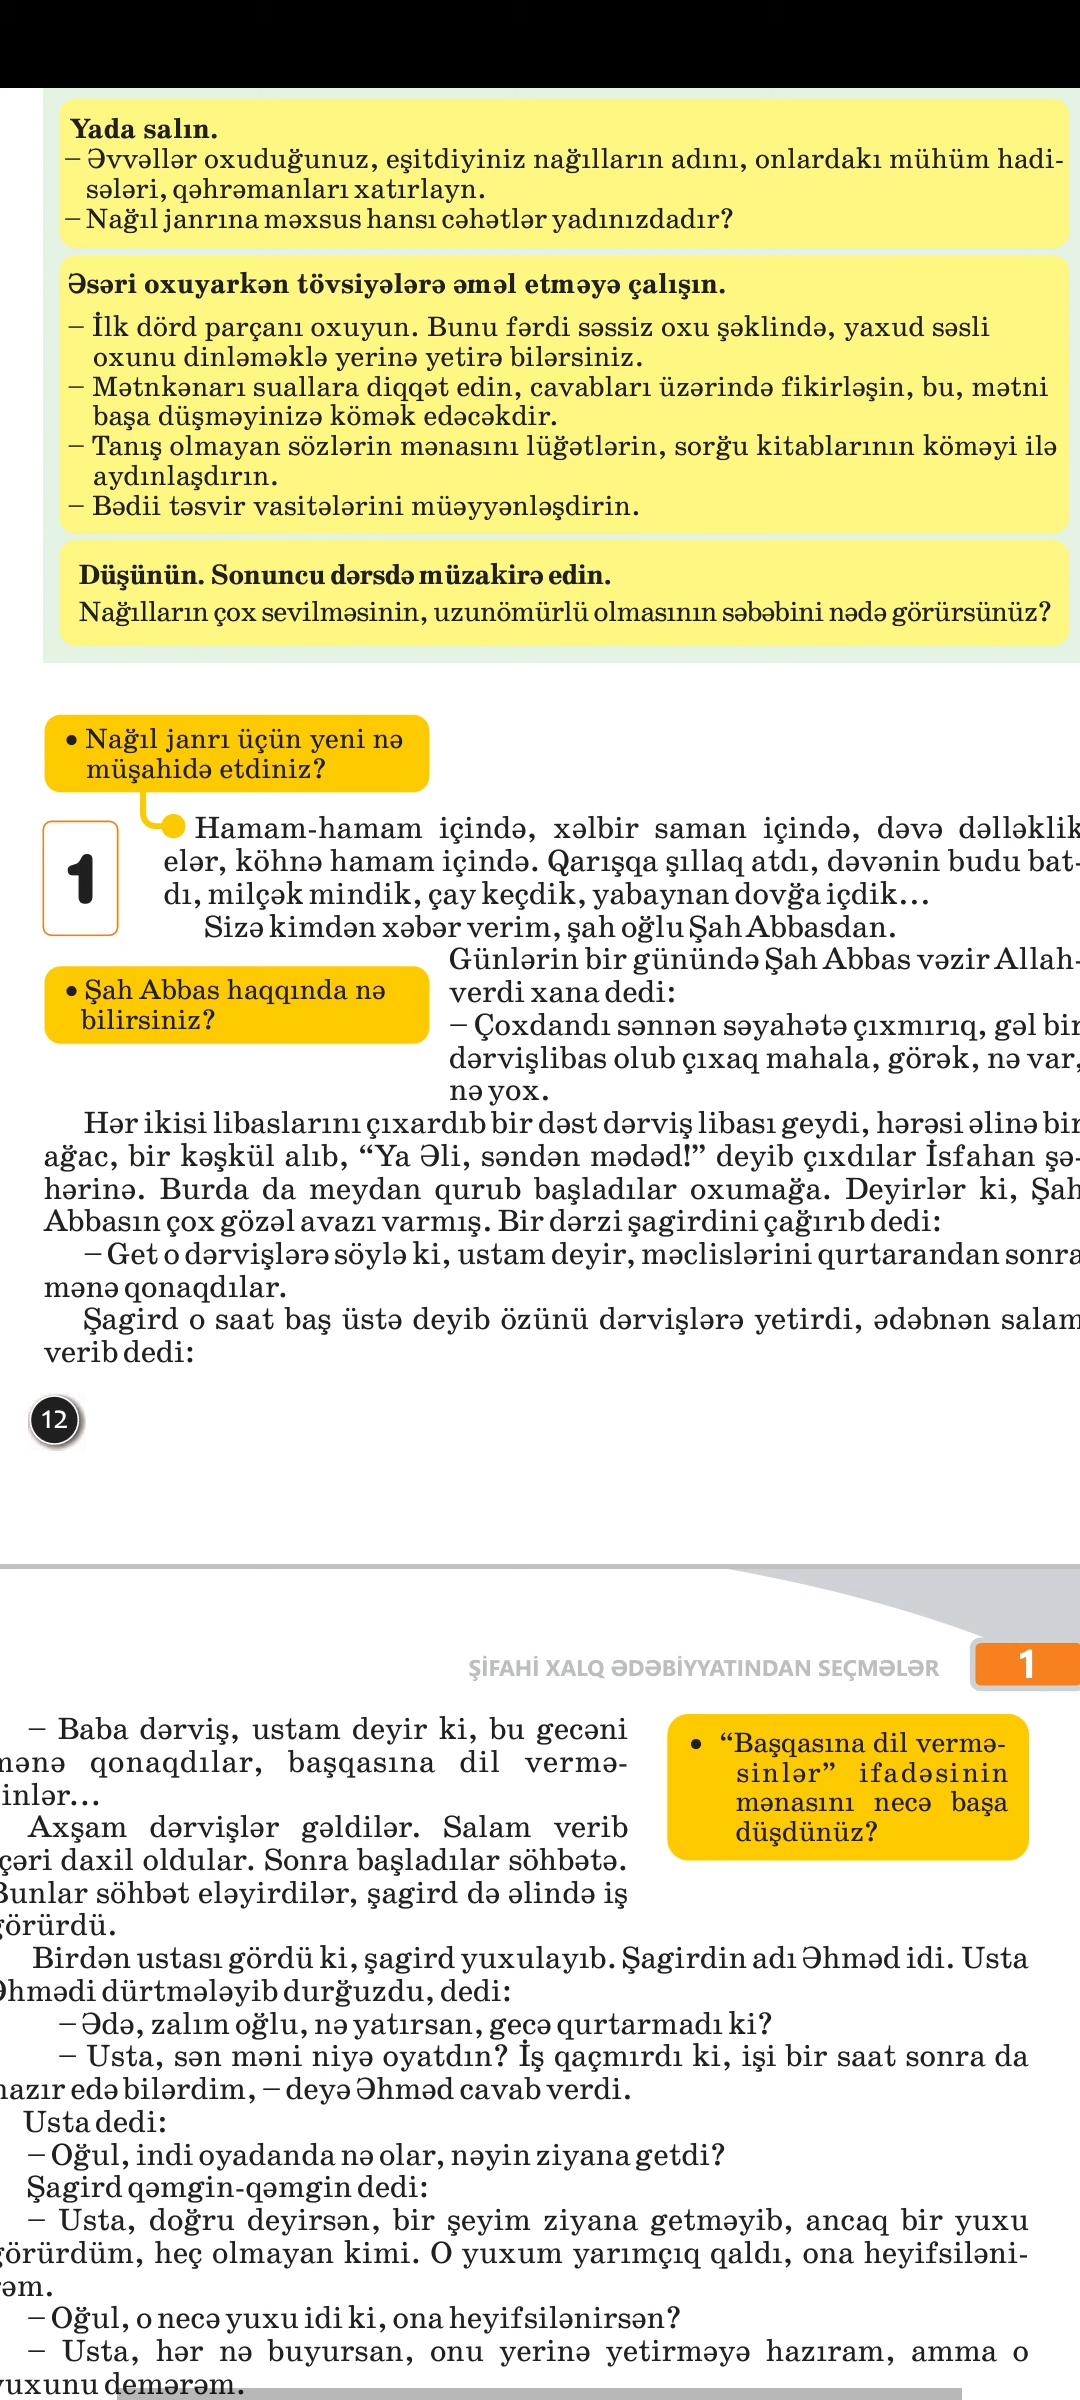 Yada salın.
– Əvvəllər oxuduğunuz, eşitdiyiniz nağılların adını, onlardakı mühüm hadi-
sələri, qəhrəmanları xatırlayn.
– Nağıl janrına məxsus hansı cəhətlər yadınızdadır?
Əsəri oxuyarkən tövsiyələrə əməl etməyə çalışın.
– İlk dörd parçanı oxuyun. Bunu fərdi səssiz oxu şəklində, yaxud səsli
oxunu dinləməklə yerinə yetirə bilərsiniz.
– Mətnkənarı suallara diqqət edin, cavabları üzərində fikirləşin, bu, mətni
başa düşməyinizə kömək edəcəkdir.
– Tanış olmayan sözlərin mənasını lüğətlərin, sorğu kitablarının köməyi ilə
aydınlaşdırın.
– Bədii təsvir vasitələrini müəyyənləşdirin.
Düşünün. Sonuncu dərsdə müzakirə edin.
Nağılların çox sevilməsinin, uzunömürlü olmasının səbəbini nədə görürsünüz?
• Nağıl janrı üçün yeni nə
müşahidə etdiniz?
1
Hamam-hamam içində, xəlbir saman içində, dəvə dəlləklik
elər, köhnə hamam içində. Qarışqa şıllaq atdı, dəvənin budu bat-
dı, milçək mindik, çay keçdik, yabaynan dovğa içdik...
Sizə kimdən xəbər verim, şah oğlu Şah Abbasdan.
• Şah Abbas haqqında nə
bilirsiniz?
Günlərin bir günündə Şah Abbas vəzir Allah-
verdi xana dedi:
– Çoxdandı sənnən səyahətə çıxmırıq, gəl bir
dərvişlibas olub çıxaq mahala, görək, nə var,
nə yox.
Hər ikisi libaslarını çıxardıb bir dəst dərviş libası geydi, hərəsi əlinə bir
ağac, bir kəşkül alıb, “Ya Əli, səndən mədəd!” deyib çıxdılar İsfahan şə-
hərinə. Burda da meydan qurub başladılar oxumağa. Deyirlər ki, Şah
Abbasın çox gözəl avazı varmış. Bir dərzi şagirdini çağırıb dedi:
– Get o dərvişlərə söylə ki, ustam deyir, məclislərini qurtarandan sonra
mənə qonaqdılar.
Şagird o saat baş üstə deyib özünü dərvişlərə yetirdi, ədəbnən salam
verib dedi:
12
ŞİFAHİ XALQ ƏDƏBİYYATINDAN SEÇMƏLƏR
1
– Baba dərviş, ustam deyir ki, bu gecəni
mənə qonaqdılar, başqasına dil vermə-
inlər...
• “Başqasına dil vermə-
sinlər” ifadəsinin
mənasını necə başa
düşdünüz?
Axşam dərvişlər gəldilər. Salam verib
çəri daxil oldular. Sonra başladılar söhbətə.
Bunlar söhbət eləyirdilər, şagird də əlində iş
görürdü.
Birdən ustası gördü ki, şagird yuxulayıb. Şagirdin adı Əhməd idi. Usta
Əhmədi dürtmələyib durğuzdu, dedi:
– Ədə, zalım oğlu, nə yatırsan, gecə qurtarmadı ki?
– Usta, sən məni niyə oyatdın? İş qaçmırdı ki, işi bir saat sonra da
hazır edə bilərdim, – deyə Əhməd cavab verdi.
Usta dedi:
– Oğul, indi oyadanda nə olar, nəyin ziyana getdi?
Şagird qəmgin-qəmgin dedi:
– Usta, doğru deyirsən, bir şeyim ziyana getməyib, ancaq bir yuxu
görürdüm, heç olmayan kimi. O yuxum yarımçıq qaldı, ona heyifsiləni-
rəm.
– Oğul, o necə yuxu idi ki, ona heyifsilənirsən?
– Usta, hər nə buyursan, onu yerinə yetirməyə hazıram, amma o
yuxunu demərəm.